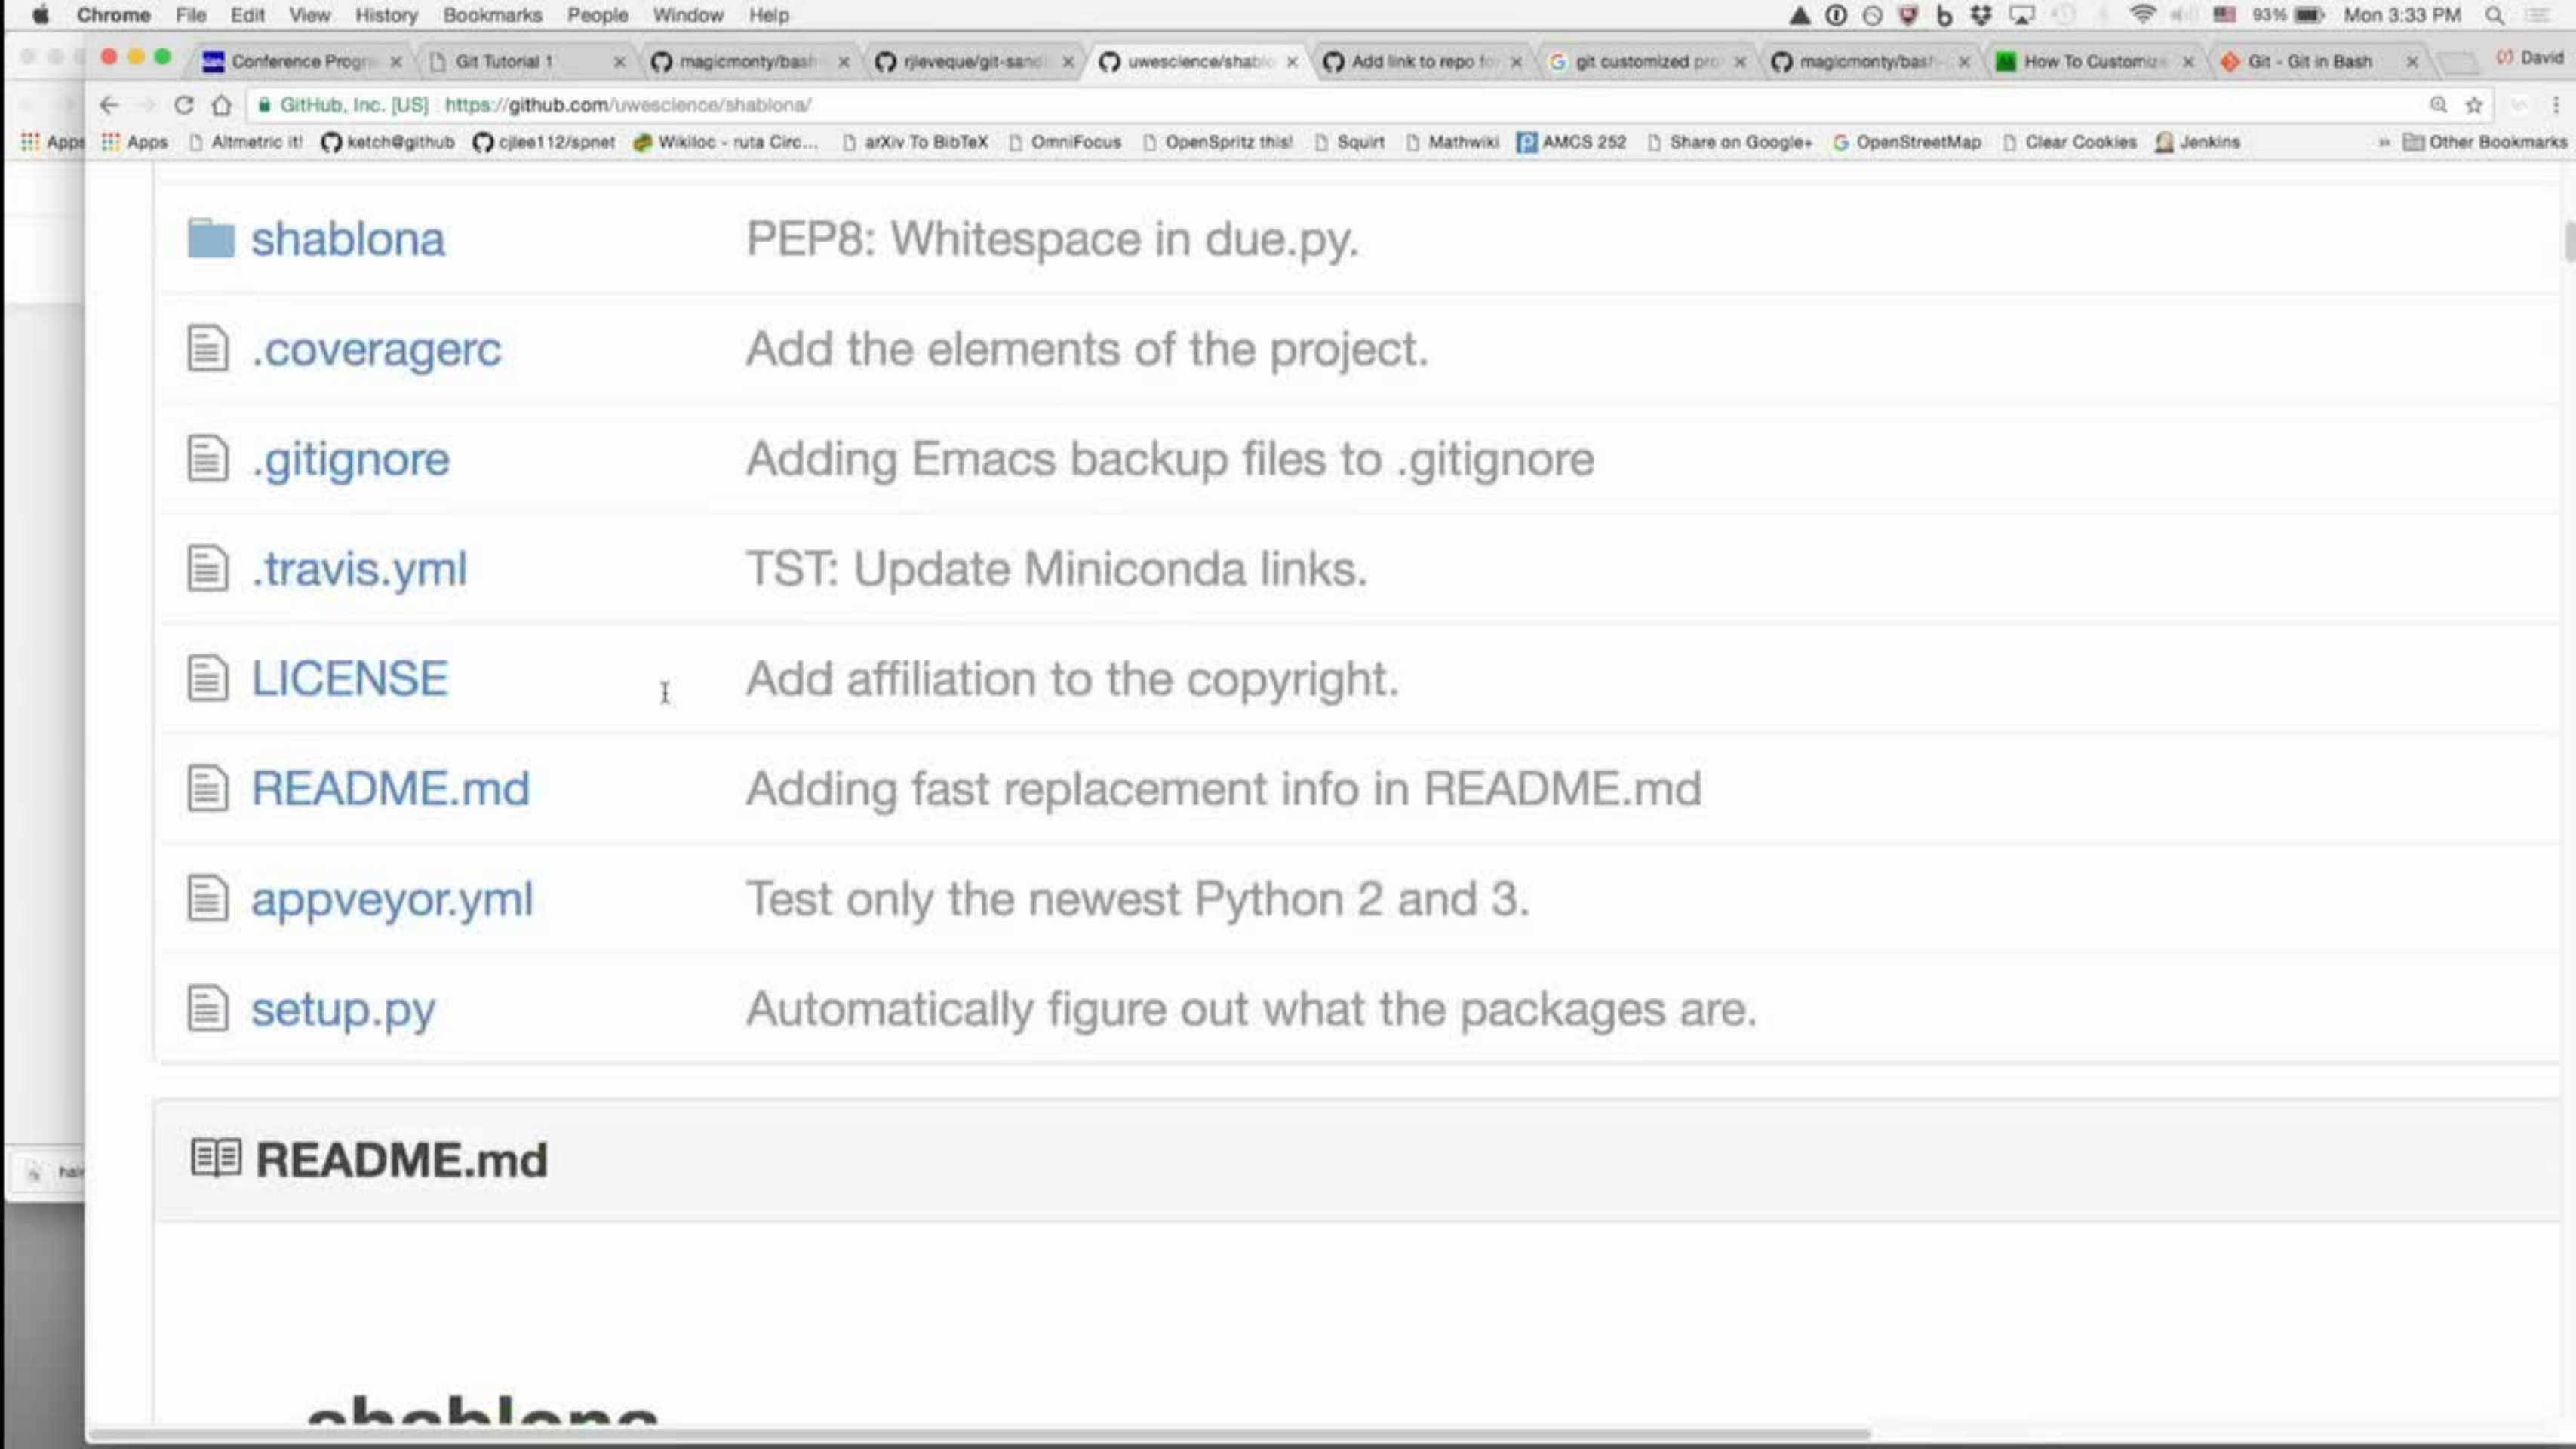 Chrome File Edit View History Bookmarks People Window Help 93% Mon 3:33 PM
Conference Progr Git Tutorial 1 magicmonty/bash rjleveque/git-sand uwescience/shablo Add link to repo fo git customized pro magicmonty/bash How To Customiz Git - Git in Bash David
GitHub, Inc. [US] https://github.com/uwescience/shablona/
Apps Apps Altmetric it! ketch@github cjlee112/spnet Wikiloc - ruta Circ... arXiv To BibTeX OmniFocus OpenSpritz this! Squirt Mathwiki AMCS 252 Share on Google+ OpenStreetMap Clear Cookies Jenkins » Other Bookmarks
shablona PEP8: Whitespace in due.py.
.coveragerc Add the elements of the project.
.gitignore Adding Emacs backup files to .gitignore
.travis.yml TST: Update Miniconda links.
LICENSE Add affiliation to the copyright.
README.md Adding fast replacement info in README.md
appveyor.yml Test only the newest Python 2 and 3.
setup.py Automatically figure out what the packages are.
README.md
shablona